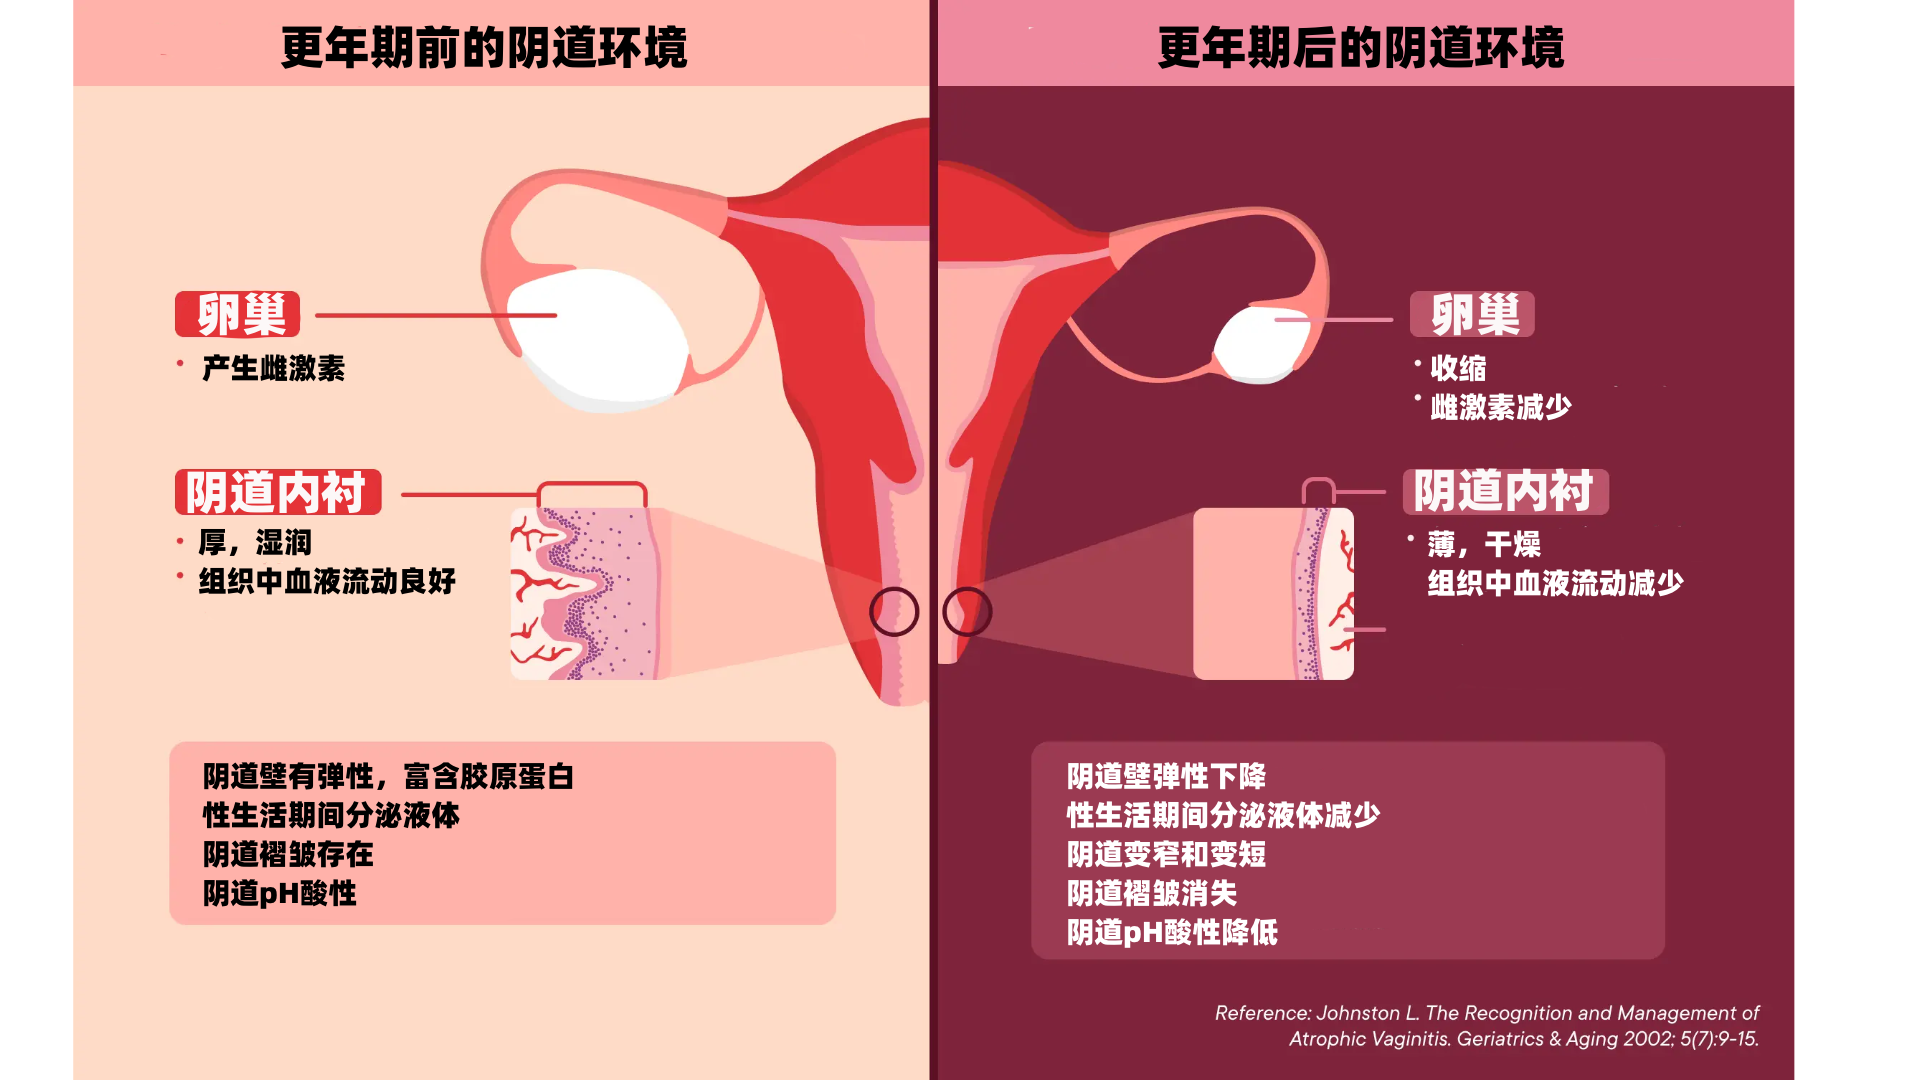 更年期前的阴道环境
卵巢
• 产生雌激素
阴道内衬
• 厚，湿润
• 组织中血液流动良好
阴道壁有弹性，富含胶原蛋白
性生活期间分泌液体
阴道褶皱存在
阴道pH酸性
更年期后的阴道环境
卵巢
• 收缩
• 雌激素减少
阴道内衬
• 薄，干燥
组织中血液流动减少
阴道壁弹性下降
性生活期间分泌液体减少
阴道变窄和变短
阴道褶皱消失
阴道pH酸性降低
Reference: Johnston L. The Recognition and Management of
Atrophic Vaginitis. Geriatrics & Aging 2002; 5(7):9-15.